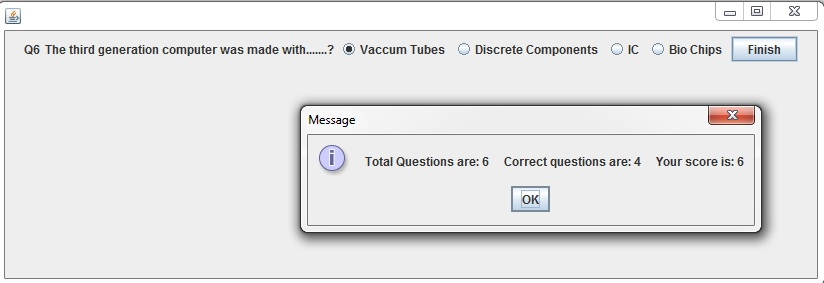 Q6 The third generation computer was made with.......? Vaccum Tubes Discrete Components IC Bio Chips Finish
Message
Total Questions are: 6 Correct questions are: 4 Your score is: 6
OK